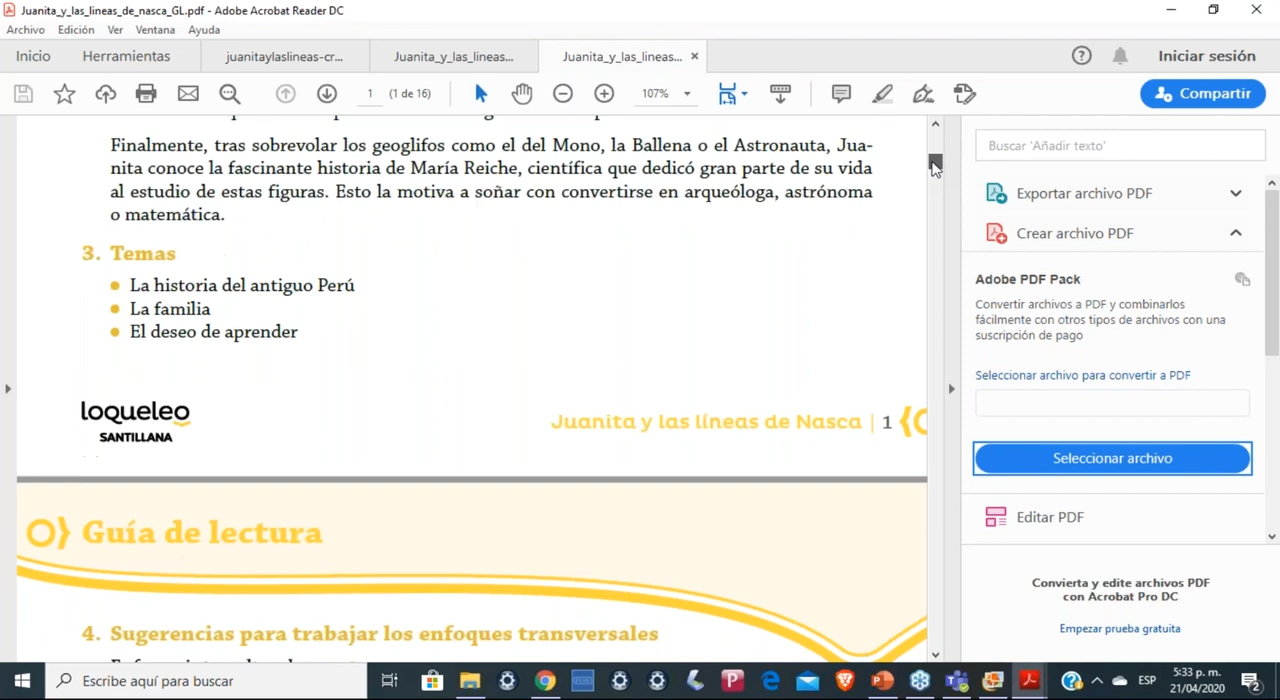 Juanita_y_las_lineas_de_nasca_GL.pdf - Adobe Acrobat Reader DC
Archivo Edición Ver Ventana Ayuda
Inicio Herramientas juanitaylaslineas-cr... Juanita_y_las_lineas... Juanita_y_las_lineas... × Iniciar sesión
1 (1 de 16) 107% Compartir
Finalmente, tras sobrevolar los geoglifos como el del Mono, la Ballena o el Astronauta, Jua-
nita conoce la fascinante historia de María Reiche, científica que dedicó gran parte de su vida
al estudio de estas figuras. Esto la motiva a soñar con convertirse en arqueóloga, astrónoma
o matemática.
3. Temas
• La historia del antiguo Perú
• La familia
• El deseo de aprender
loqueleo
SANTILLANA
Juanita y las líneas de Nasca | 1
Guía de lectura
4. Sugerencias para trabajar los enfoques transversales
Buscar 'Añadir texto'
Exportar archivo PDF
Crear archivo PDF
Adobe PDF Pack
Convertir archivos a PDF y combinarlos
fácilmente con otros tipos de archivos con una
suscripción de pago
Seleccionar archivo para convertir a PDF
Seleccionar archivo
Editar PDF
Convierta y edite archivos PDF
con Acrobat Pro DC
Empezar prueba gratuita
Escribe aquí para buscar
ESP
5:33 p. m.
21/04/2020
2